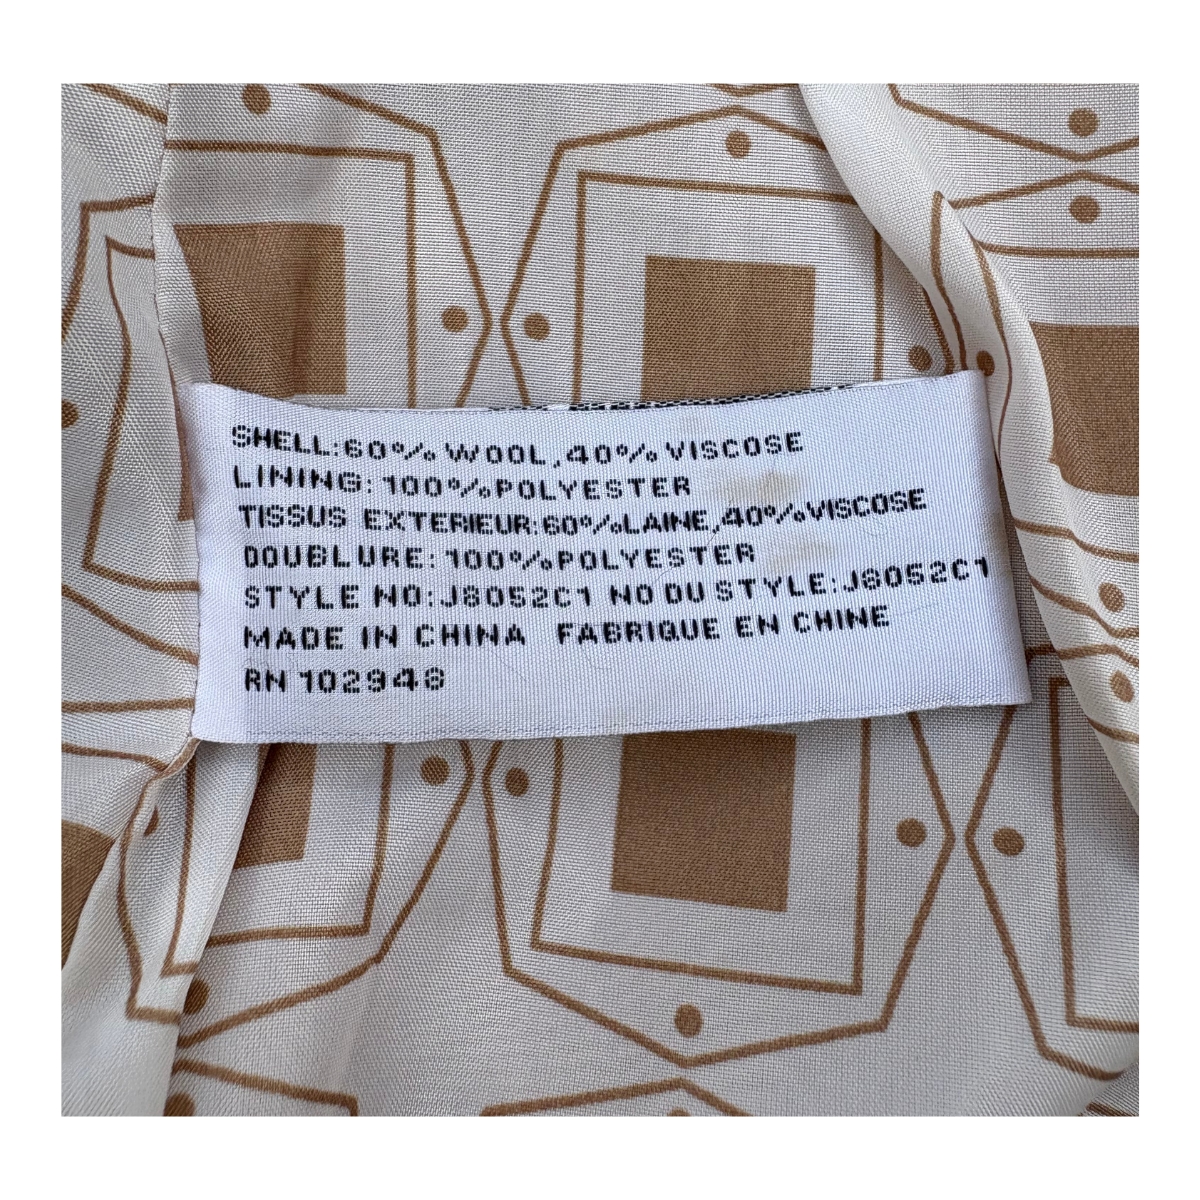 SHELL:60% WOOL,40% VISCOSE
LINING:100%POLYESTER
TISSUS EXTERIEUR:60%LAINE,40%VISCOSE
DOUBLURE:100%POLYESTER
STYLE NO:J8052C1 NO DU STYLE:J8052C1
MADE IN CHINA FABRIQUE EN CHINE
RN 102948